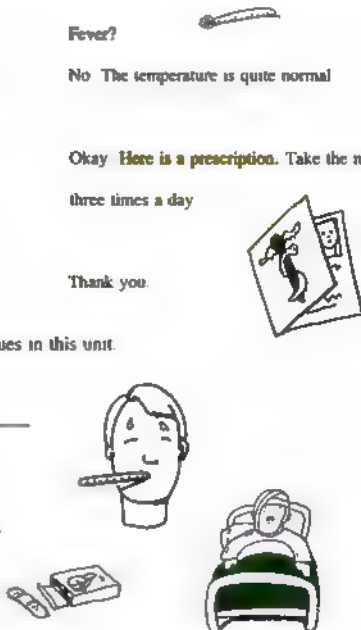 Fever?
No The temperature is quite normal
Okay Here is a prescription. Take the
three times a day
Thank you.
ues in this unit.